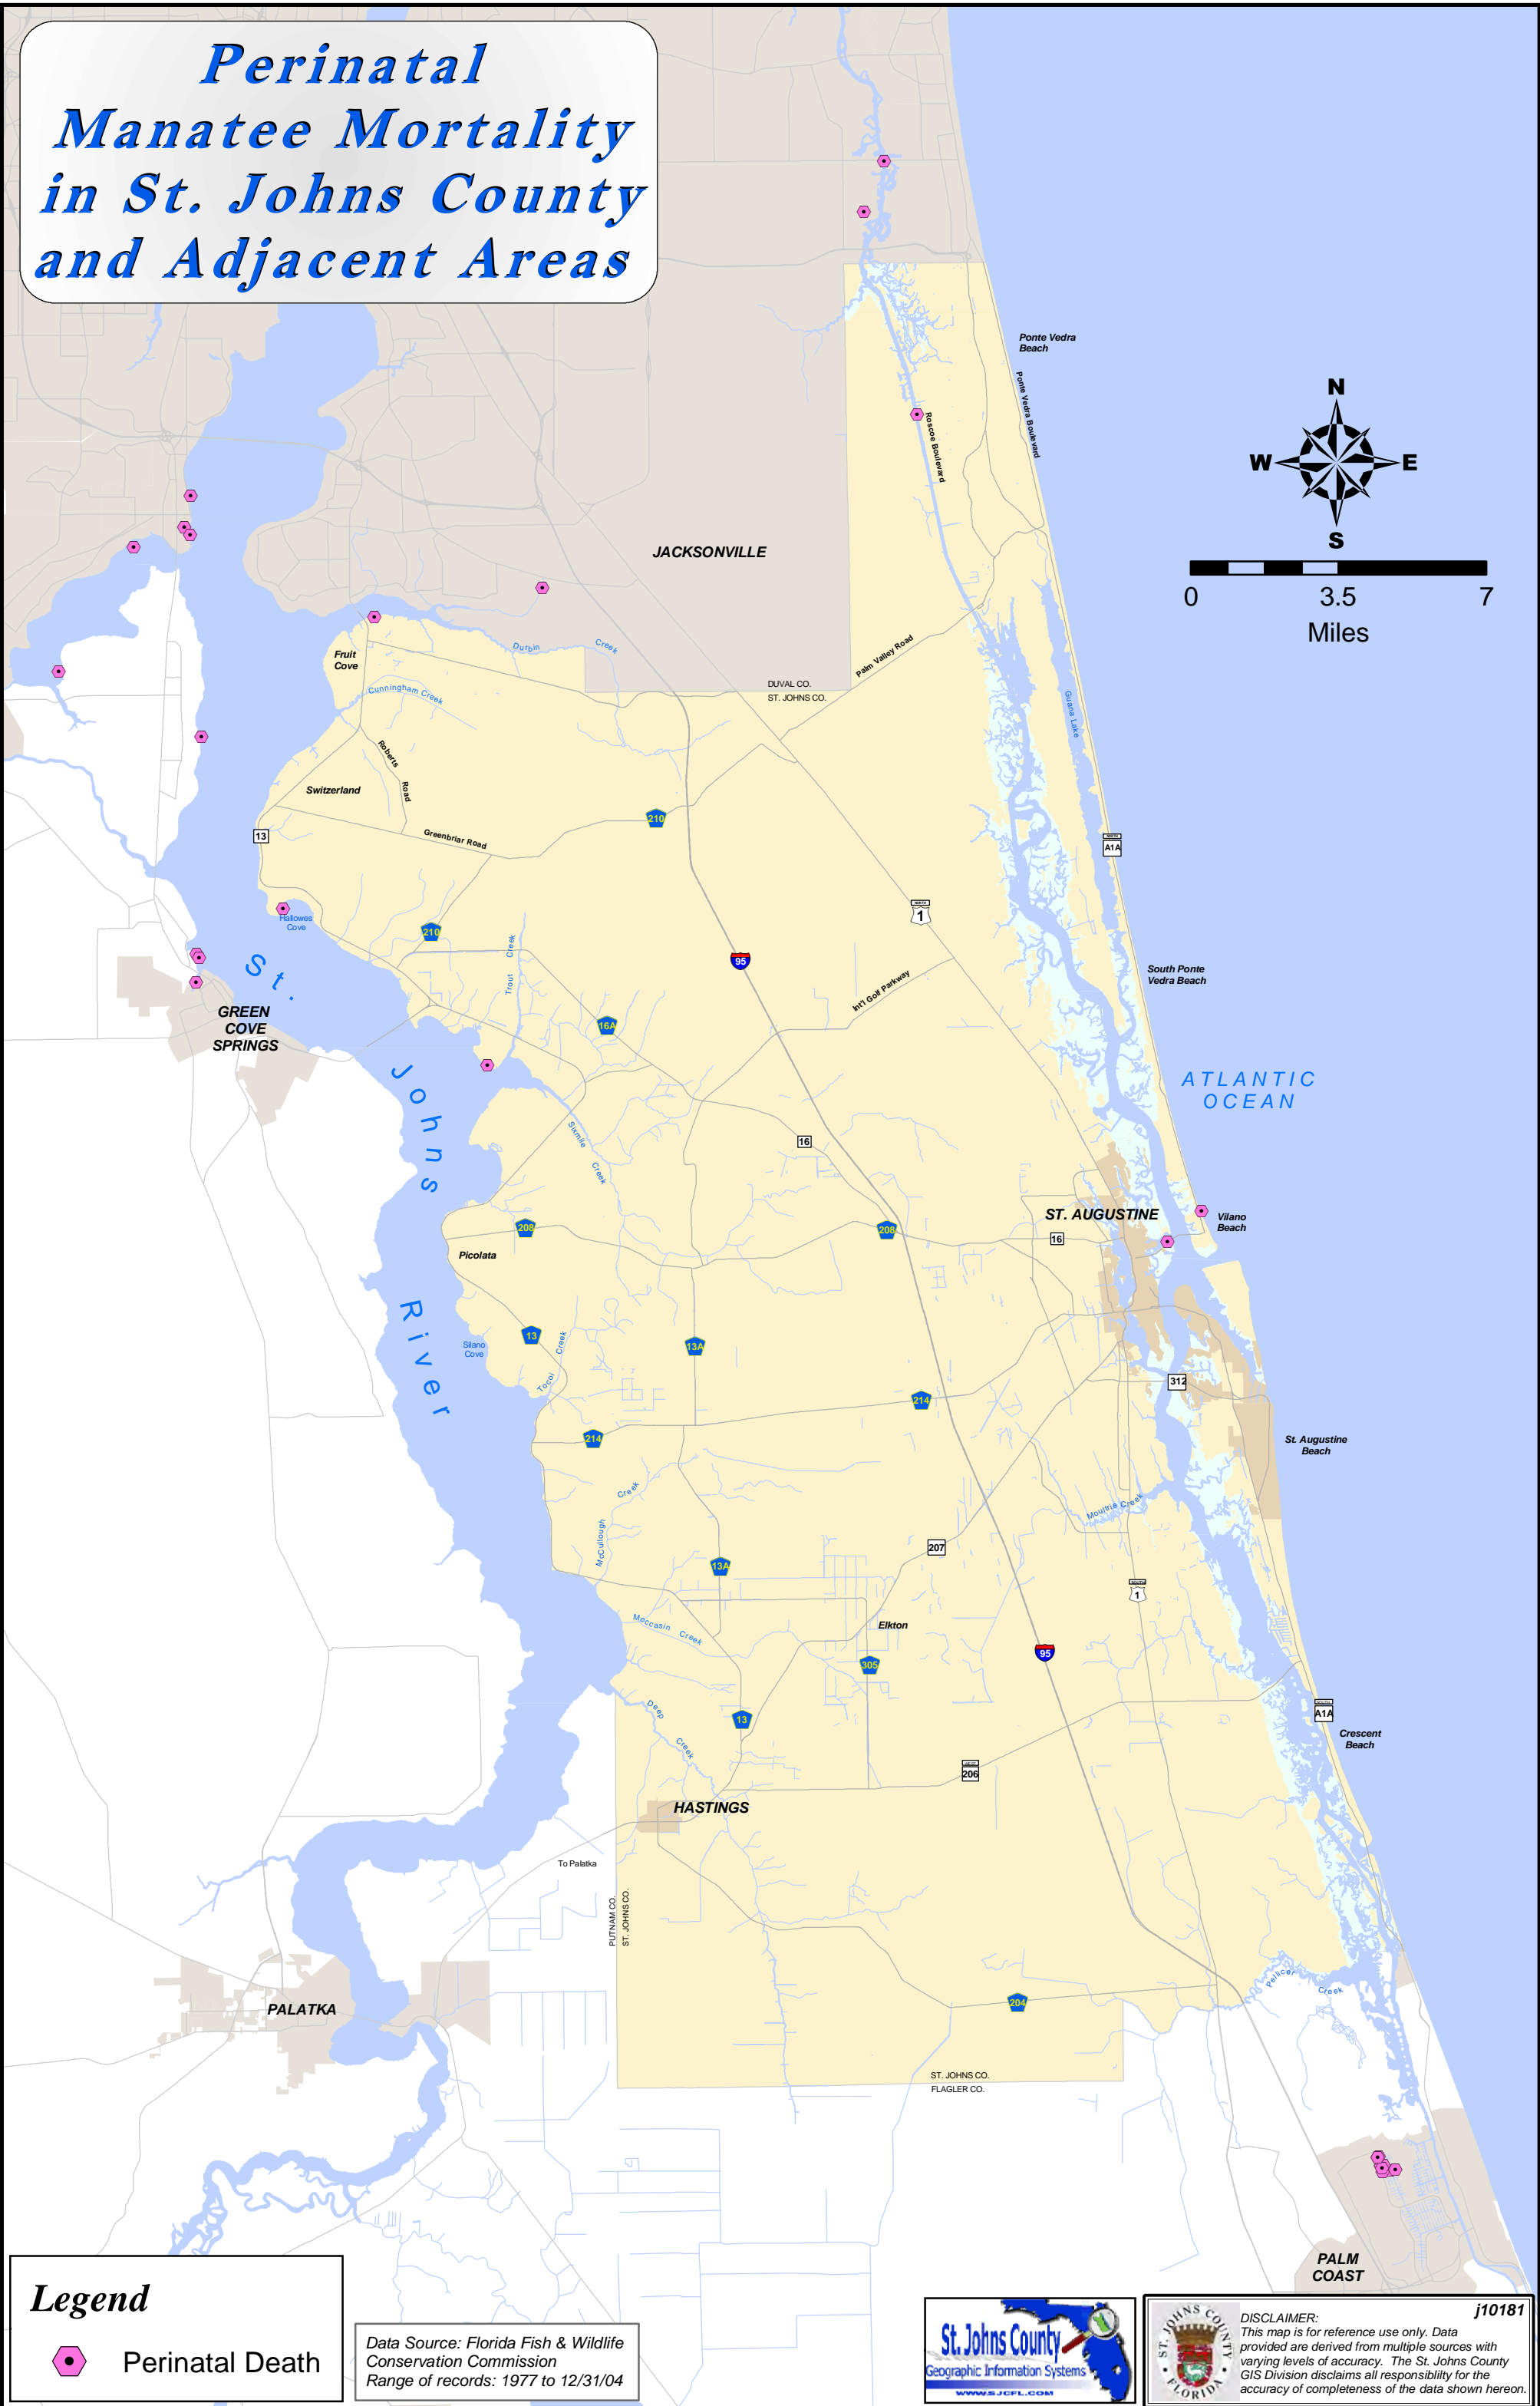 Perinatal
Manatee Mortality
in St. Johns County
and Adjacent Areas
Ponte Vedra
Beach
Ponte Vedra Boulevard
Roscoe Boulevard
N
W
E
S
0
3.5
7
Miles
JACKSONVILLE
Durbin
Creek
Fruit
Cove
Cunningham Creek
DUVAL CO.
ST. JOHNS CO.
Palm Valley Road
Guana Lake
Roberts
Road
Switzerland
13
Greenbriar Road
210
NORTH
A1A
NORTH
1
Hallowes
Cove
210
Trout
Creek
95
South Ponte
Vedra Beach
Int'l Golf Parkway
St.
Johns
River
GREEN
COVE
SPRINGS
16A
ATLANTIC
OCEAN
Sixmile
Creek
16
208
208
ST. AUGUSTINE
16
Vilano
Beach
Picolata
13
Silano
Cove
Tocoi
Creek
13A
312
214
214
St. Augustine
Beach
McCullough
Creek
Moultrie Creek
207
13A
SOUTH
1
Moccasin
Creek
Elkton
305
95
Deep
Creek
13
SOUTH
A1A
Crescent
Beach
206
HASTINGS
To Palatka
PUTNAM CO.
ST. JOHNS CO.
PALATKA
Pellicer
Creek
204
ST. JOHNS CO.
FLAGLER CO.
PALM
COAST
Legend
Perinatal Death
Data Source: Florida Fish & Wildlife
Conservation Commission
Range of records: 1977 to 12/31/04
St. Johns County
Geographic Information Systems
WWW.SJCFL.COM
ST. JOHNS COUNTY
FLORIDA
j10181
DISCLAIMER:
This map is for reference use only. Data
provided are derived from multiple sources with
varying levels of accuracy. The St. Johns County
GIS Division disclaims all responsiblity for the
accuracy of completeness of the data shown hereon.